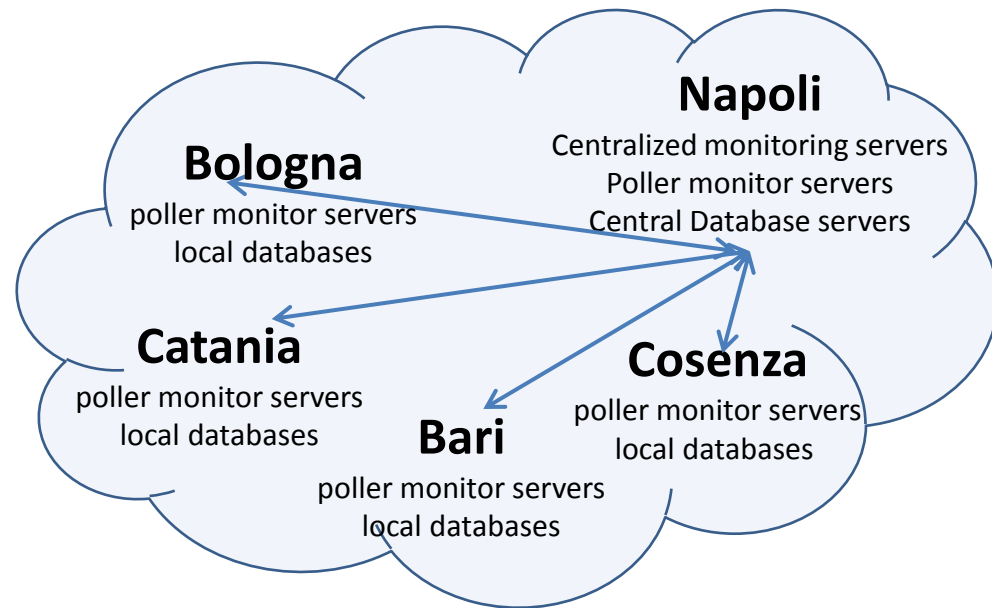 Napoli
Centralized monitoring servers
Poller monitor servers
Central Database servers
Bologna
poller monitor servers
local databases
Catania
poller monitor servers
local databases
Bari
poller monitor servers
local databases
Cosenza
poller monitor servers
local databases